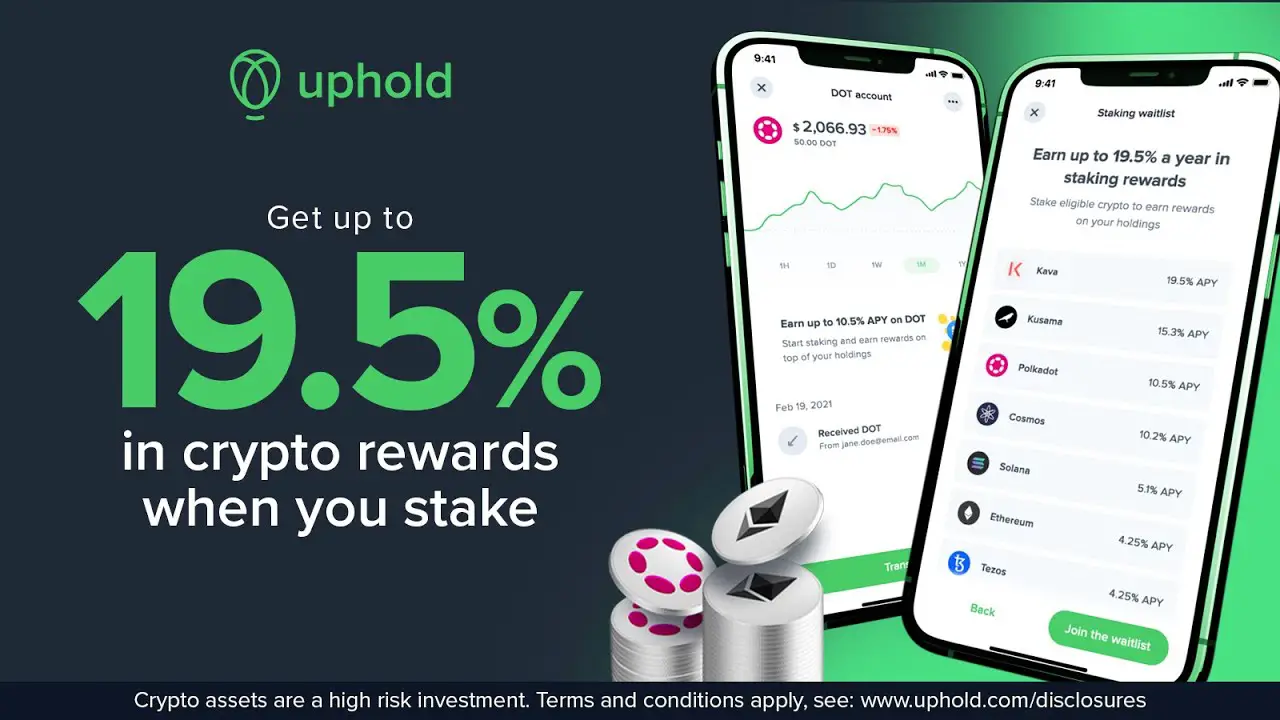 uphold
Get up to
19.5%
in crypto rewards
when you stake
9:41
DOT account
$ 2,066.93 -1.75%
50.00 DOT
1H 1D 1W 1M
Earn up to 10.5% APY on DOT
Start staking and earn rewards on
top of your holdings
Feb 19, 2021
Received DOT
From jane.doe@email.com
9:41
Staking waitlist
Earn up to 19.5% a year in
staking rewards
Stake eligible crypto to earn rewards
on your holdings
Kava 19.5% APY
Kusama 15.3% APY
Polkadot 10.5% APY
Cosmos 10.2% APY
Solana 5.1% APY
Ethereum 4.25% APY
Tezos 4.25% APY
Back Join the waitlist
Crypto assets are a high risk investment. Terms and conditions apply, see: www.uphold.com/disclosures